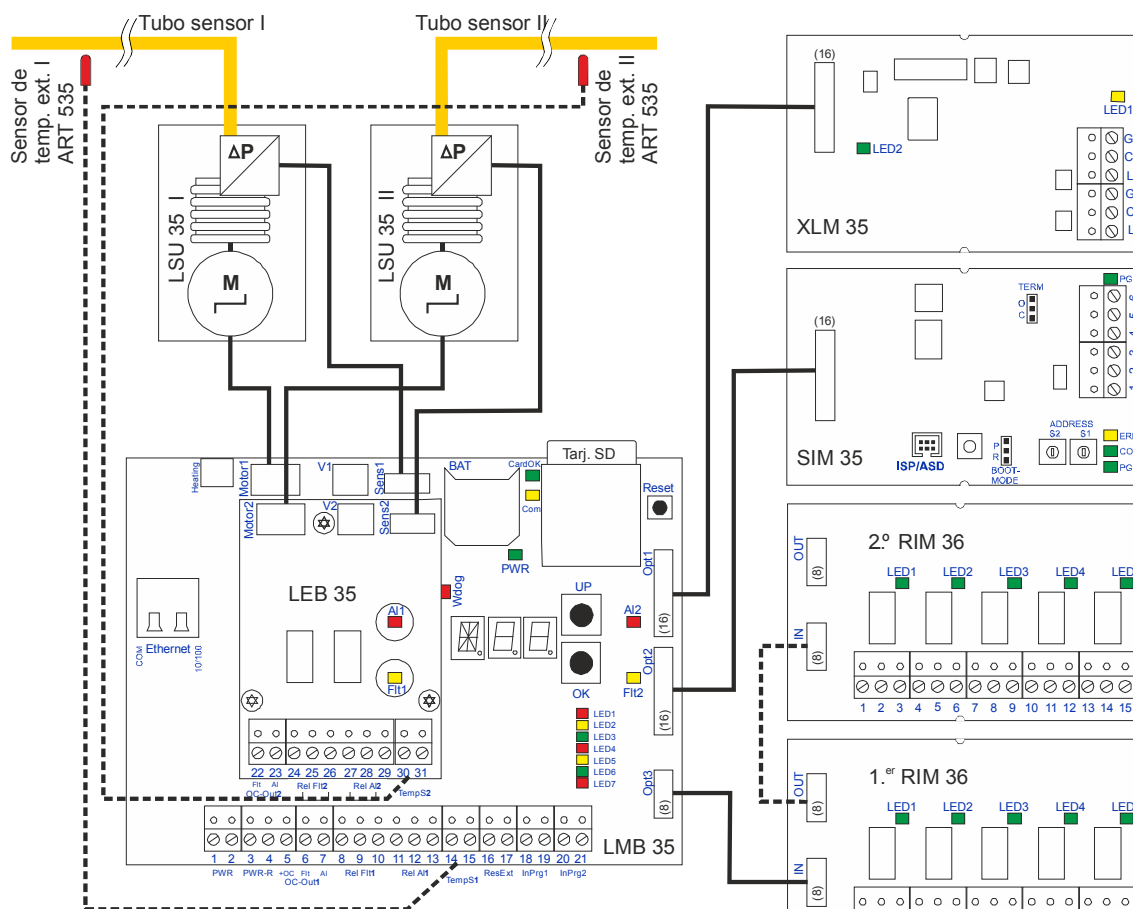 Tubo sensor I
Tubo sensor II
Sensor de
temp. ext. I
ART 535
Sensor de
temp. ext. II
ART 535
ΔP
LSU 35 I
M
ΔP
LSU 35 II
M
(16)
LED1
LED2
G
C
L
G
C
L
XLM 35
(16)
TERM
O
C
PG
6
5
4
3
2
1
ADDRESS
S2 S1
ISP/ASD
P
R
BOOT-
MODE
ER
CO
PG
SIM 35
2.º RIM 36
OUT
(8)
IN
(8)
LED1 LED2 LED3 LED4 LED
1 2 3 4 5 6 7 8 9 10 11 12 13 14 15
1.er RIM 36
OUT
(8)
IN
(8)
LED1 LED2 LED3 LED4 LED
Heating
Motor1
V1
Sens1
BAT
CardOK
Com
Tarj. SD
Reset
Motor2
V2
Sens2
PWR
Wdog
LEB 35
Al1
Flt1
UP
OK
Al2
Flt2
Opt1
(16)
Opt2
(16)
Opt3
(8)
COM
Ethernet
10/100
LED1
LED2
LED3
LED4
LED5
LED6
LED7
22 23 24 25 26 27 28 29 30 31
Flt Al
OC-Out2
Rel Flt2
Rel Al2
TempS2
LMB 35
1 2 3 4 5 6 7 8 9 10 11 12 13 14 15 16 17 18 19 20 21
PWR PWR-R +OC Flt Al
OC-Out1
Rel Flt1
Rel Al1
TempS1
ResExt
InPrg1
InPrg2